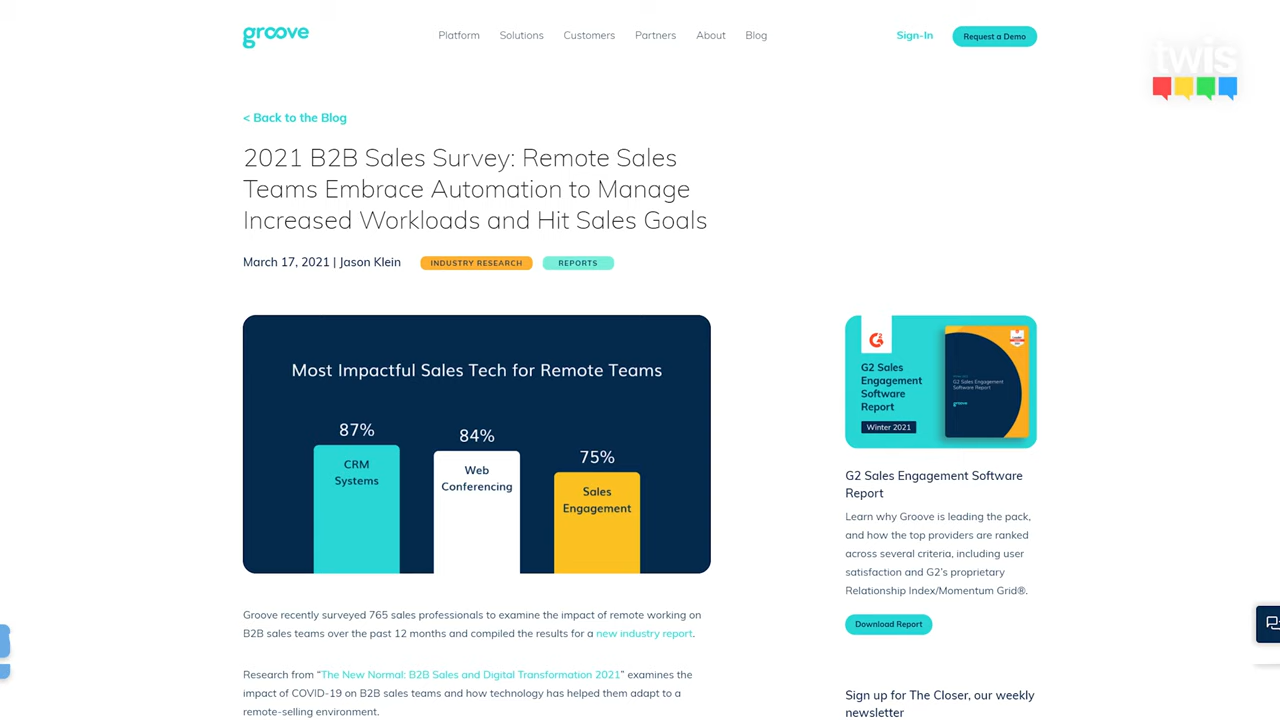 groove
Platform
Solutions
Customers
Partners
About
Blog
Sign-In
Request a Demo
twis
< Back to the Blog
2021 B2B Sales Survey: Remote Sales
Teams Embrace Automation to Manage
Increased Workloads and Hit Sales Goals
March 17, 2021 | Jason Klein
INDUSTRY RESEARCH
REPORTS
Most Impactful Sales Tech for Remote Teams
87%
CRM
Systems
84%
Web
Conferencing
75%
Sales
Engagement
Groove recently surveyed 765 sales professionals to examine the impact of remote working on
B2B sales teams over the past 12 months and compiled the results for a new industry report.
Research from “The New Normal: B2B Sales and Digital Transformation 2021” examines the
impact of COVID-19 on B2B sales teams and how technology has helped them adapt to a
remote-selling environment.
G2 Sales
Engagement
Software
Report
Winter 2021
G2 Sales Engagement
Software Report
groove
G2 Sales Engagement Software
Report
Learn why Groove is leading the pack,
and how the top providers are ranked
across several criteria, including user
satisfaction and G2’s proprietary
Relationship Index/Momentum Grid®.
Download Report
Sign up for The Closer, our weekly
newsletter